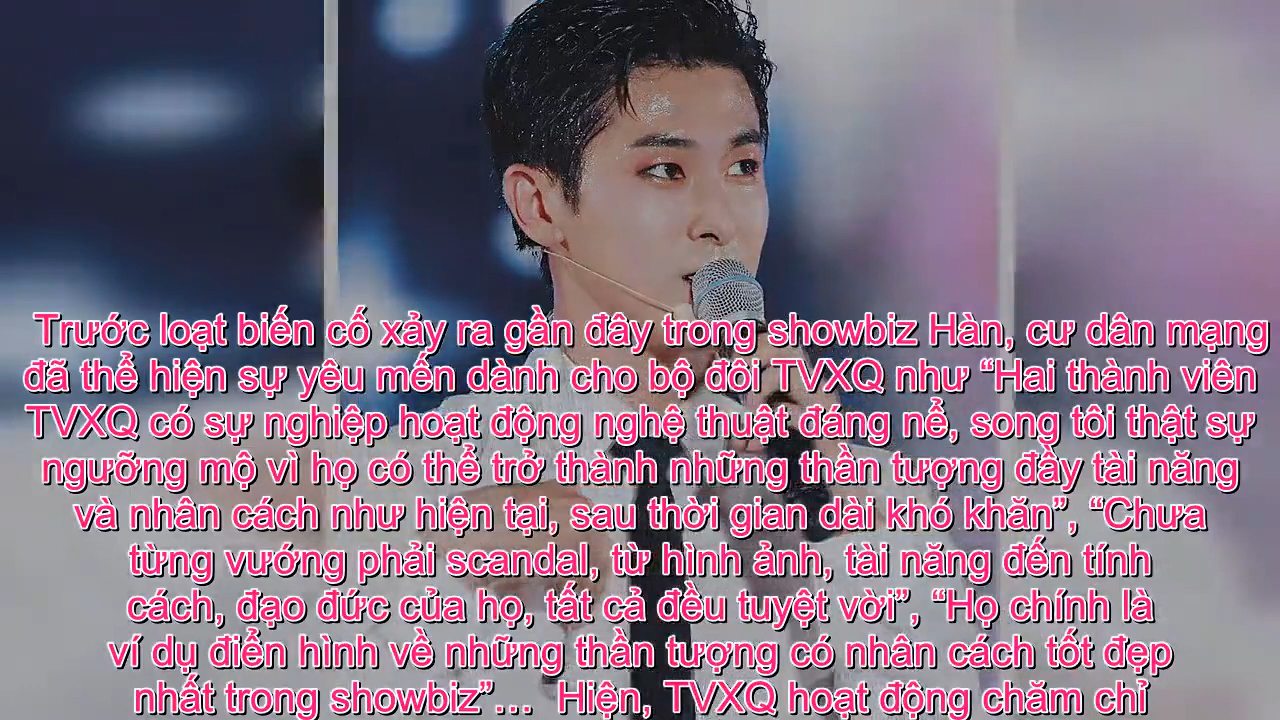 Trước loạt biến cố xảy ra gần đây trong showbiz Hàn, cư dân mạng
đã thể hiện sự yêu mến dành cho bộ đôi TVXQ như “Hai thành viên
TVXQ có sự nghiệp hoạt động nghệ thuật đáng nể, song tôi thật sự
ngưỡng mộ vì họ có thể trở thành những thần tượng đầy tài năng
và nhân cách như hiện tại, sau thời gian dài khó khăn”, “Chưa
từng vướng phải scandal, từ hình ảnh, tài năng đến tính
cách, đạo đức của họ, tất cả đều tuyệt vời”, “Họ chính là
ví dụ điển hình về những thần tượng có nhân cách tốt đẹp
nhất trong showbiz”… Hiện, TVXQ hoạt động chăm chỉ